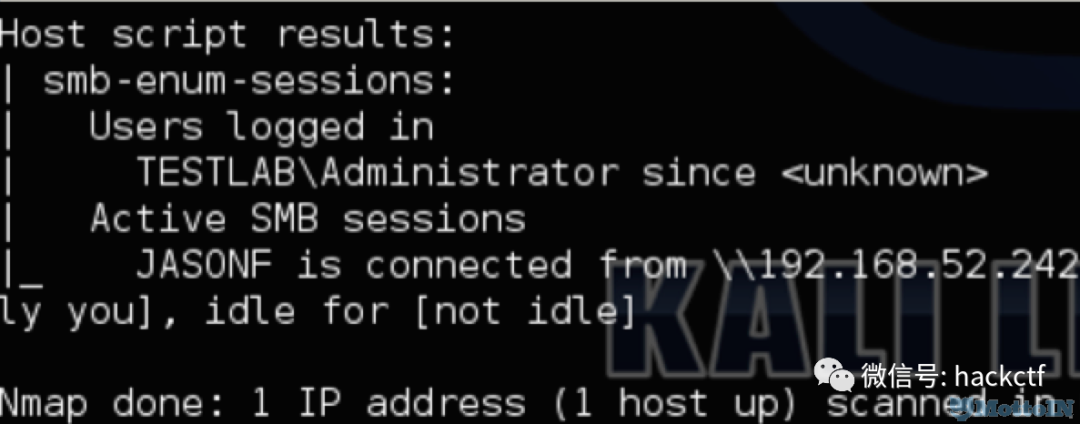 Host script results:
| smb-enum-sessions:
|   Users logged in
|     TESTLAB\Administrator since <unknown>
|   Active SMB sessions
|_    JASONF is connected from \\192.168.52.242
ly you], idle for [not idle]
KALI LI
微信号: hackctf
Nmap done: 1 IP address (1 host up) scanned in